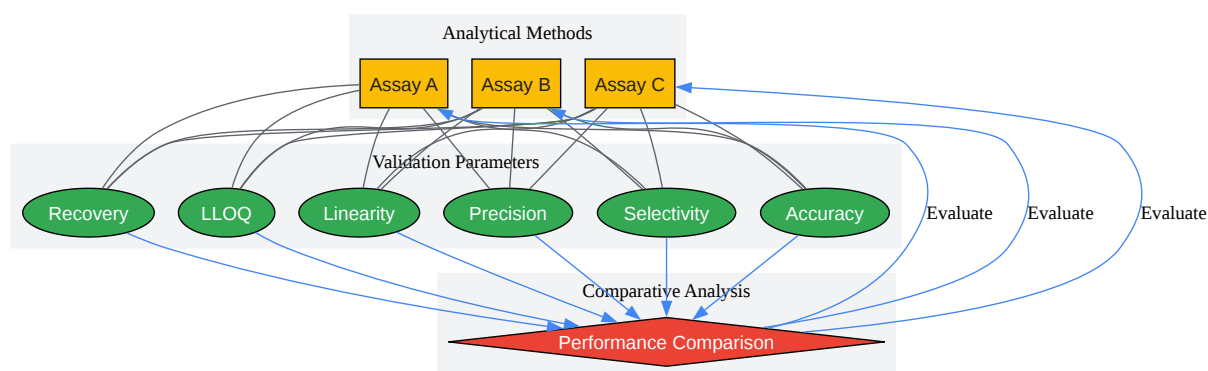 Analytical Methods
Assay A
Assay B
Assay C
Validation Parameters
Recovery
LLOQ
Linearity
Precision
Selectivity
Accuracy
Evaluate
Evaluate
Evaluate
Comparative Analysis
Performance Comparison